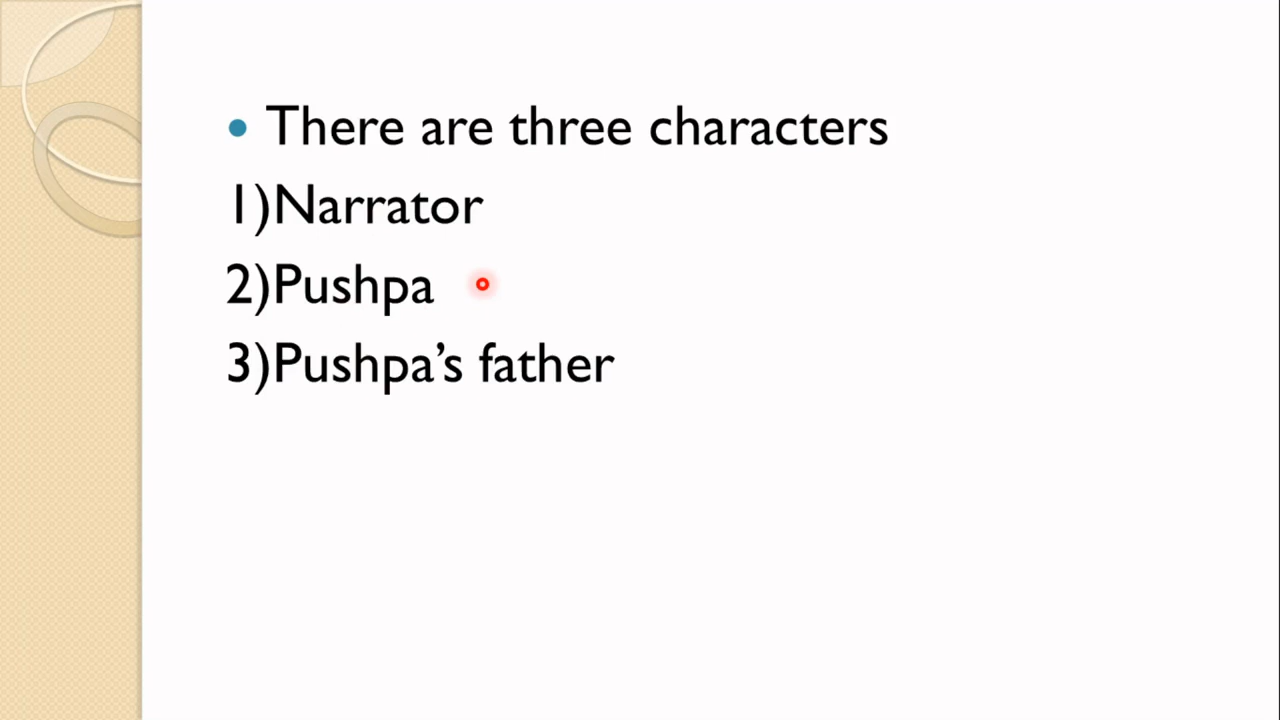 • There are three characters
1)Narrator
2)Pushpa
3)Pushpa’s father